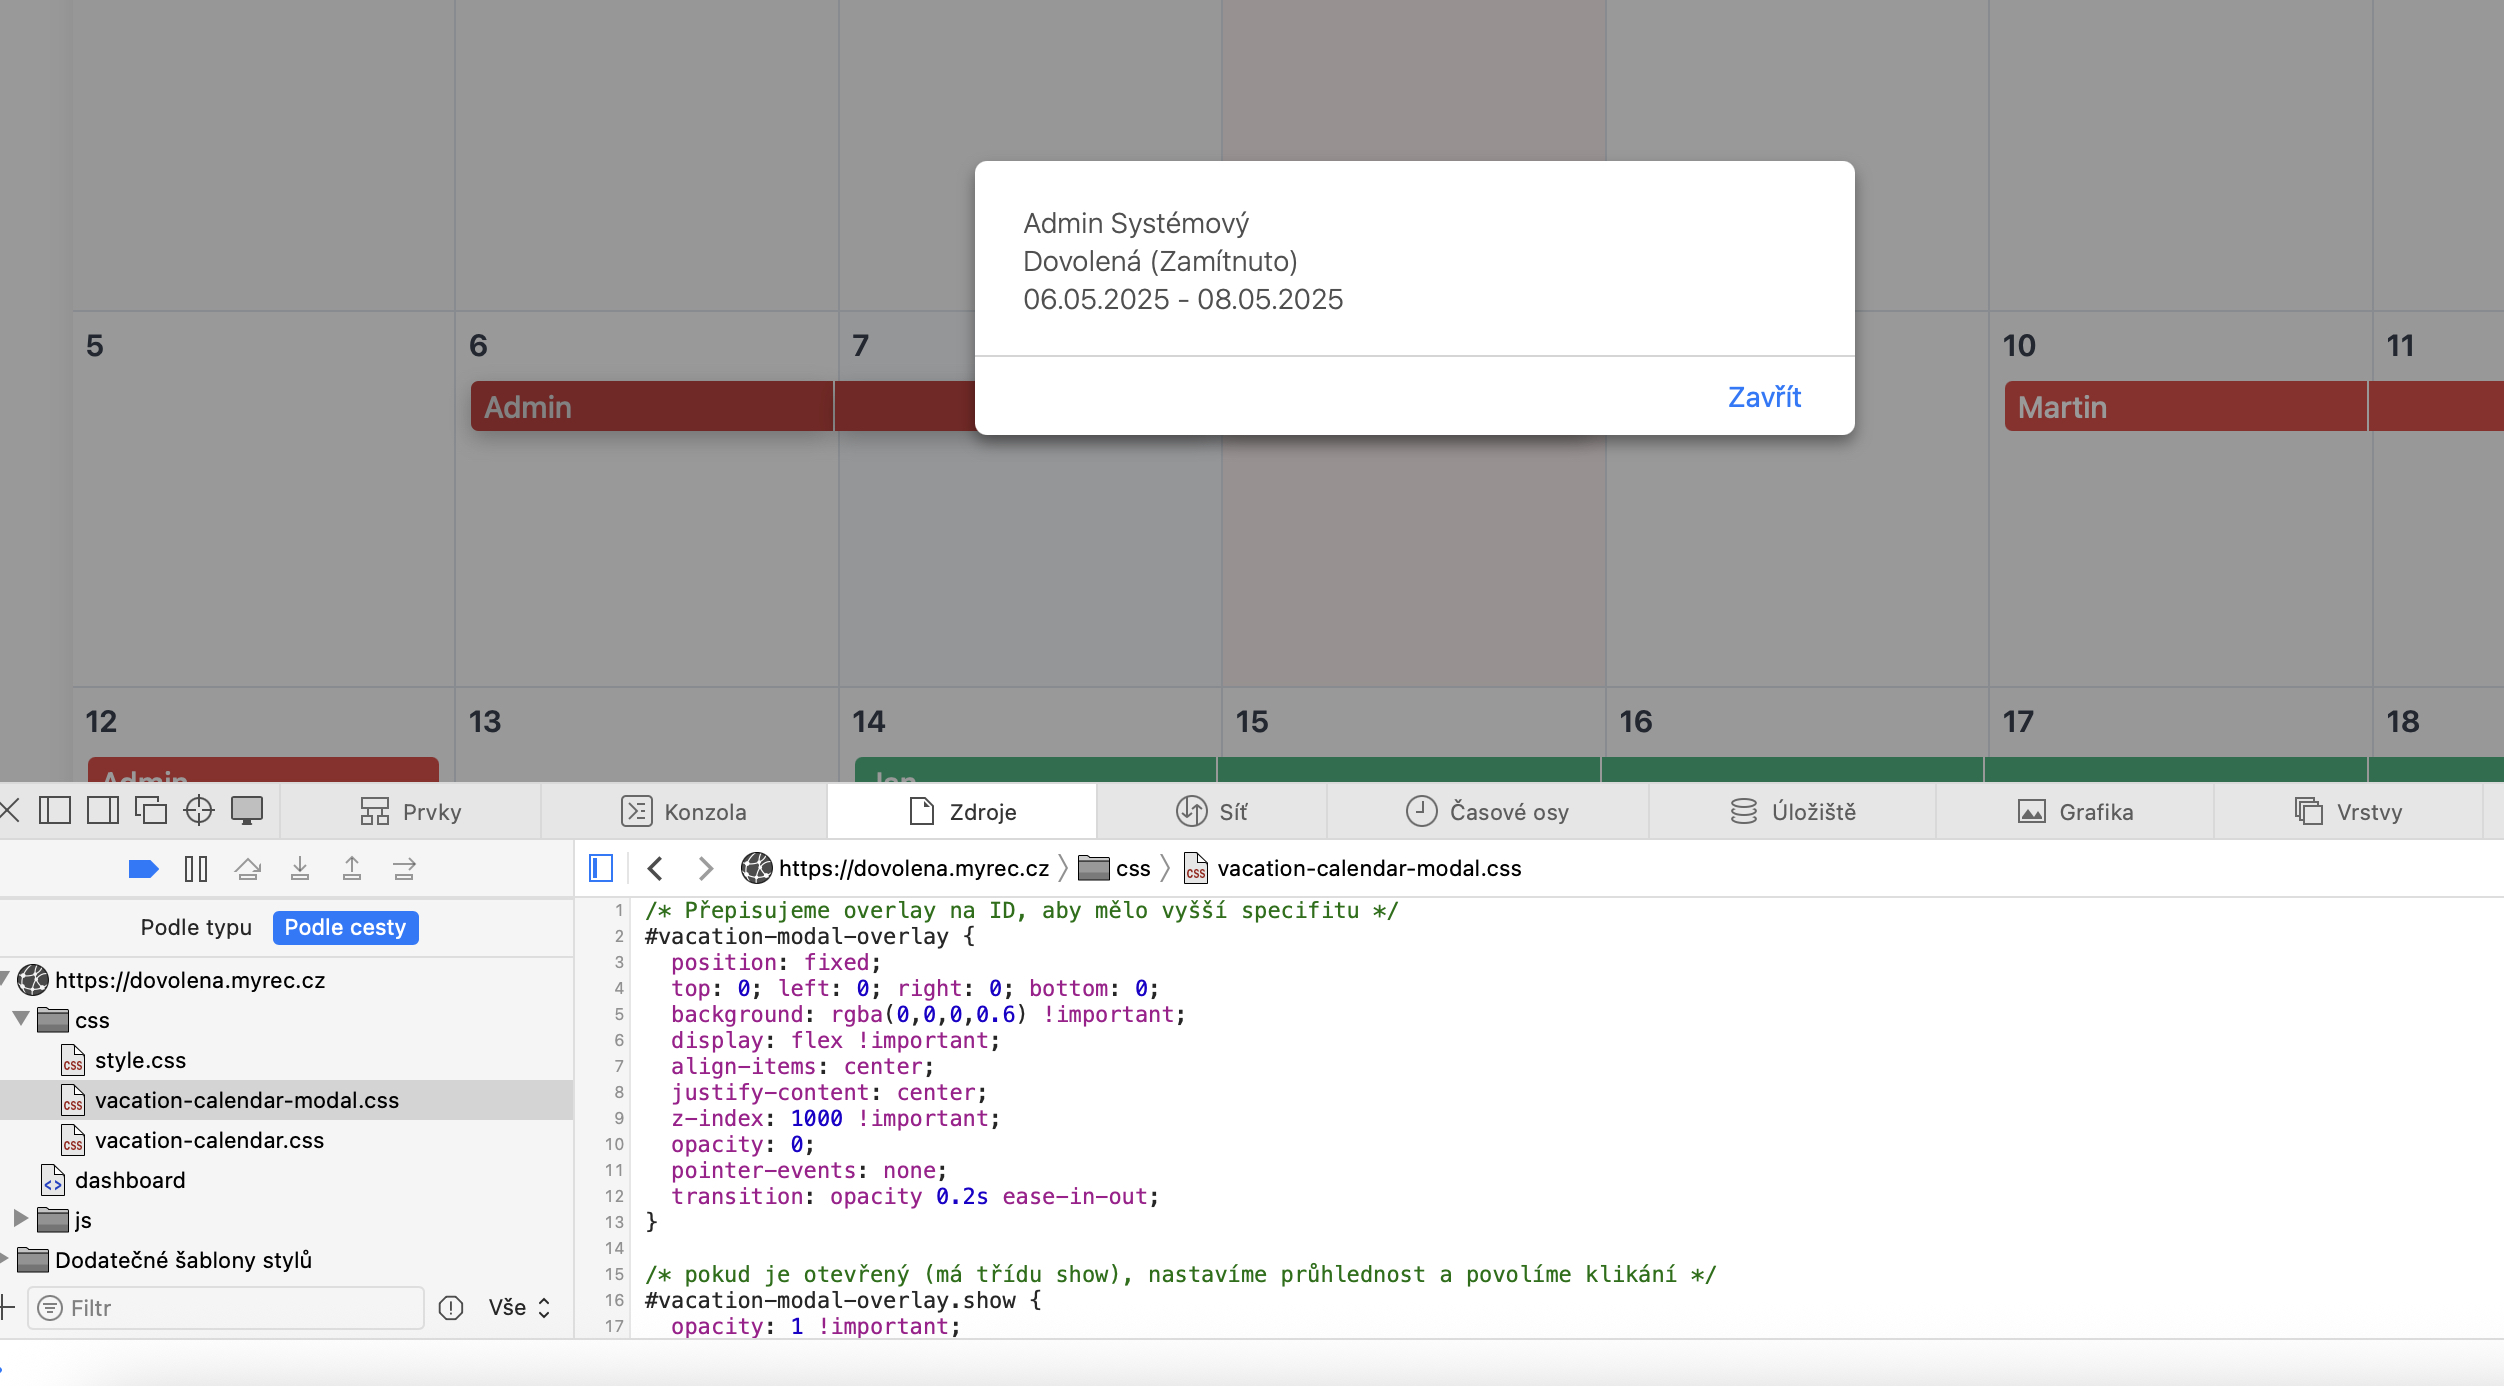 Admin Systémový
Dovolená (Zamítnuto)
06.05.2025 - 08.05.2025
Zavřít
5
6
7
10
11
Admin
Martin
12
13
14
15
16
17
18
Admin
Jan
Prvky
Konzola
Zdroje
Síť
Časové osy
Úložiště
Grafika
Vrstvy
https://dovolena.myrec.cz
css
vacation-calendar-modal.css
Podle typu
Podle cesty
https://dovolena.myrec.cz
css
style.css
vacation-calendar-modal.css
vacation-calendar.css
dashboard
js
Dodatečné šablony stylů
Filtr
Vše
1 /* Přepisujeme overlay na ID, aby mělo vyšší specifitu */
2 #vacation-modal-overlay {
3 position: fixed;
4 top: 0; left: 0; right: 0; bottom: 0;
5 background: rgba(0,0,0,0.6) !important;
6 display: flex !important;
7 align-items: center;
8 justify-content: center;
9 z-index: 1000 !important;
10 opacity: 0;
11 pointer-events: none;
12 transition: opacity 0.2s ease-in-out;
13 }
14
15 /* pokud je otevřený (má třídu show), nastavíme průhlednost a povolíme klikání */
16 #vacation-modal-overlay.show {
17 opacity: 1 !important;